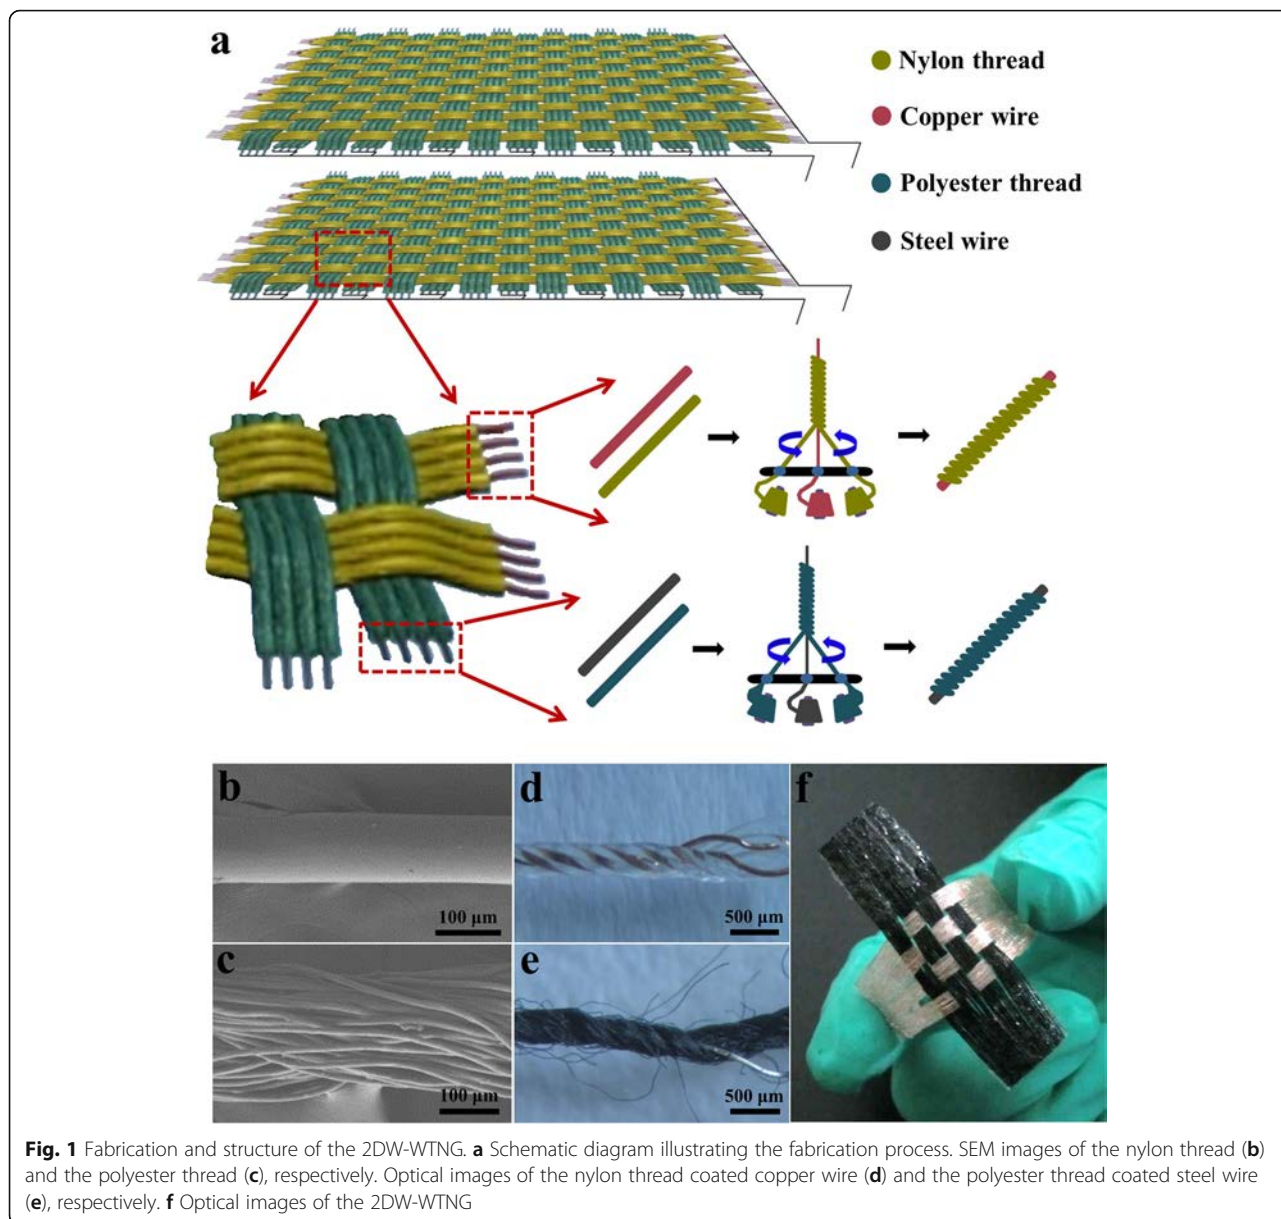 a
Nylon thread
Copper wire
Polyester thread
Steel wire
b
100 µm
d
500 µm
f
c
100 µm
e
500 µm
Fig. 1 Fabrication and structure of the 2DW-WTNG. a Schematic diagram illustrating the fabrication process. SEM images of the nylon thread (b)
and the polyester thread (c), respectively. Optical images of the nylon thread coated copper wire (d) and the polyester thread coated steel wire
(e), respectively. f Optical images of the 2DW-WTNG